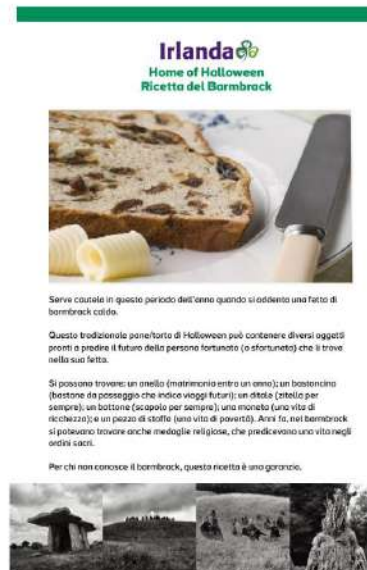 Irlanda
Home of Halloween
Ricetta del Barmbrack
Serve cautela in questo periodo dell'anno quando si addenta una fetta di
barmbrack caldo.
Questo tradizionale pane/torta di Halloween può contenere diversi oggetti
pronti a predire il futuro della persona fortunata (o sfortunata) che li trova
nella sua fetta.
Si possono trovare: un anello (matrimonio entro un anno); un bastoncino
(bastone da passeggio che indica viaggi futuri); un ditale (zitella per
sempre); un bottone (scapolo per sempre); una moneta (una vita di
ricchezza); e un pezzo di stoffa (una vita di povertà). Anni fa, nel barmbrack
si potevano trovare anche medaglie religiose, che predicevano una vita negli
ordini sacri.
Per chi non conosce il barmbrack, questa ricetta è una garanzia.